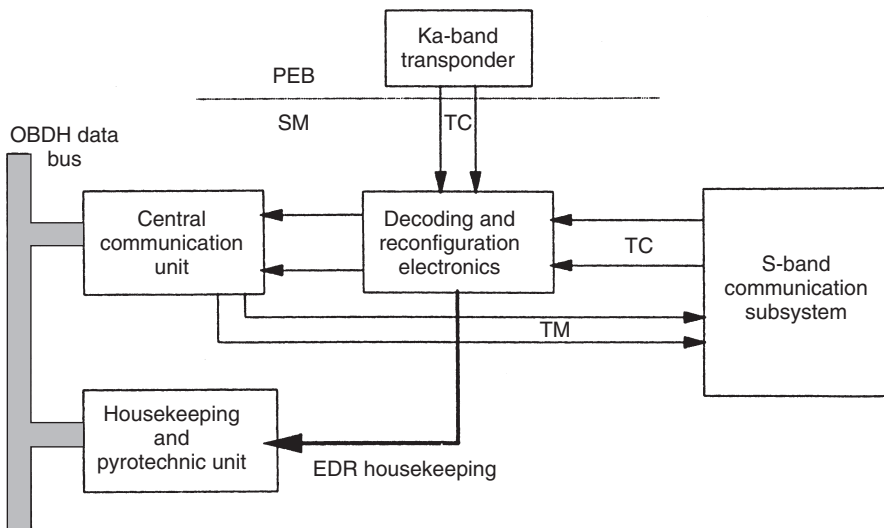 Ka-band
transponder
PEB
SM
TC
OBDH data
bus
Central
communication
unit
Decoding and
reconfiguration
electronics
TC
S-band
communication
subsystem
TM
Housekeeping
and
pyrotechnic unit
EDR housekeeping